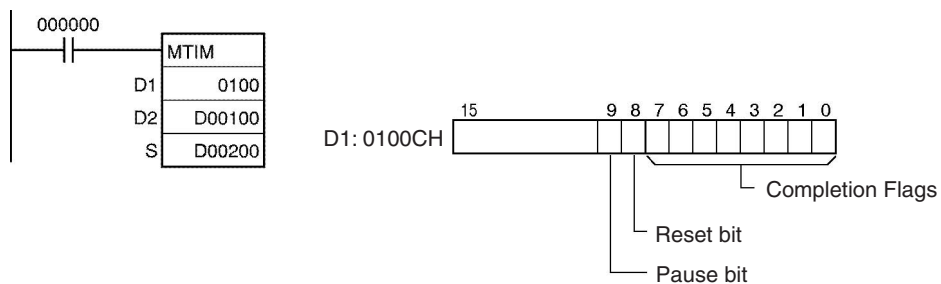 000000
MTIM
D1 0100
D2 D00100
S D00200
15 9 8 7 6 5 4 3 2 1 0
D1: 0100CH
Completion Flags
Reset bit
Pause bit